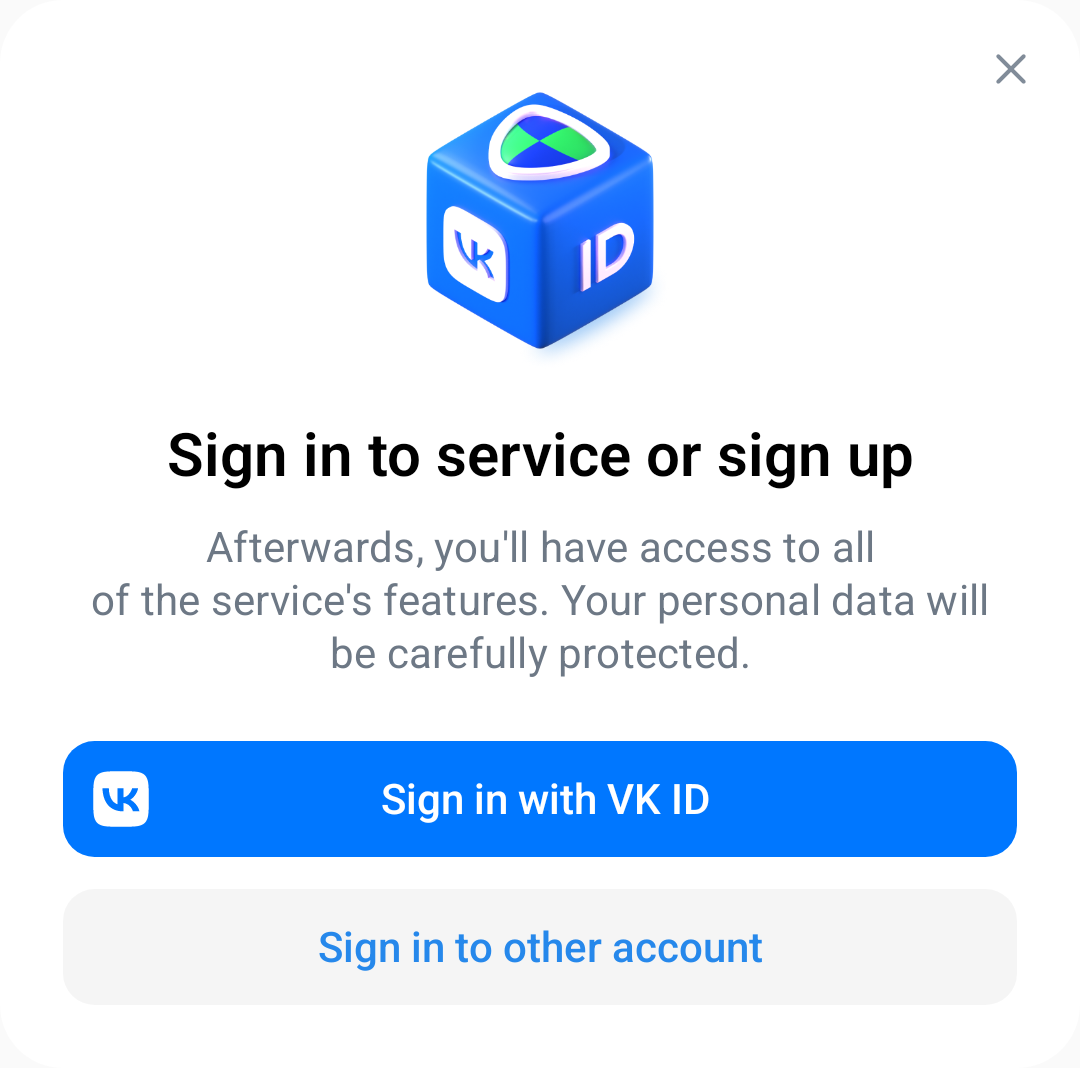 VK
ID
Sign in to service or sign up
Afterwards, you'll have access to all
of the service's features. Your personal data will
be carefully protected.
VK
Sign in with VK ID
Sign in to other account